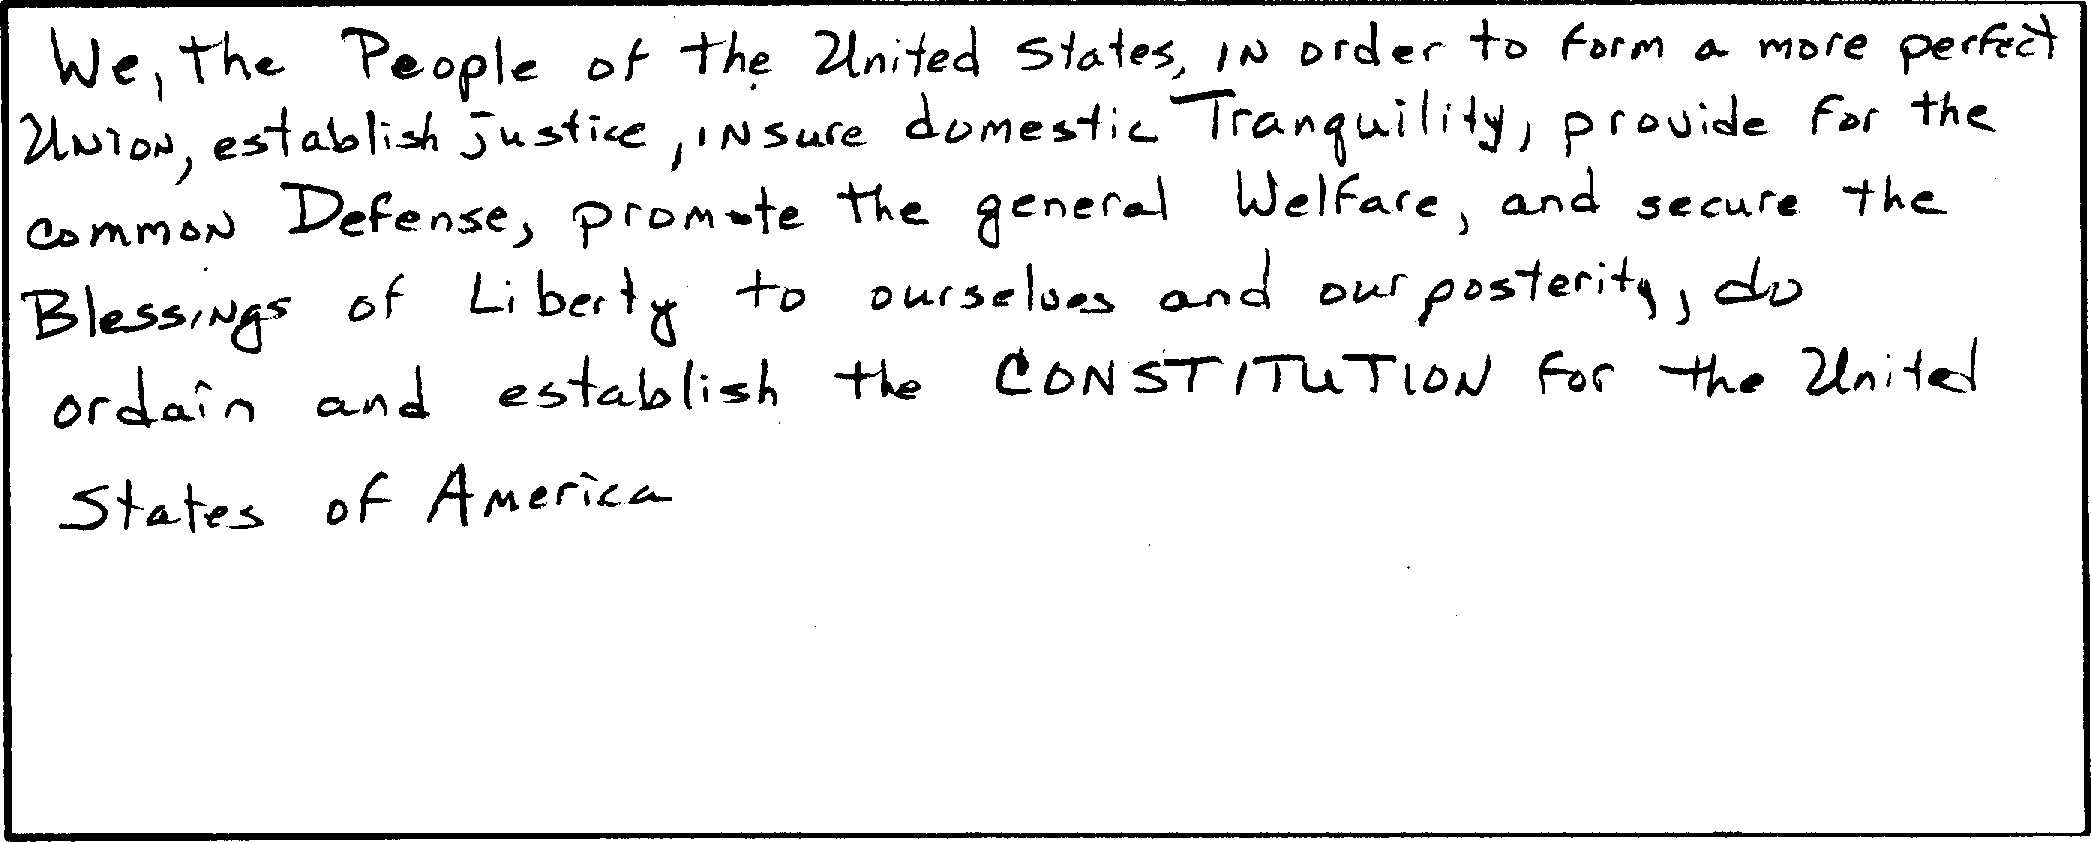 We, the People of the United States, in order to form a more perfect
Union, establish justice, insure domestic Tranquility, provide for the
common Defense, promote the general Welfare, and secure the
Blessings of Liberty to ourselves and our posterity, do
ordain and establish the CONSTITUTION for the United
States of America